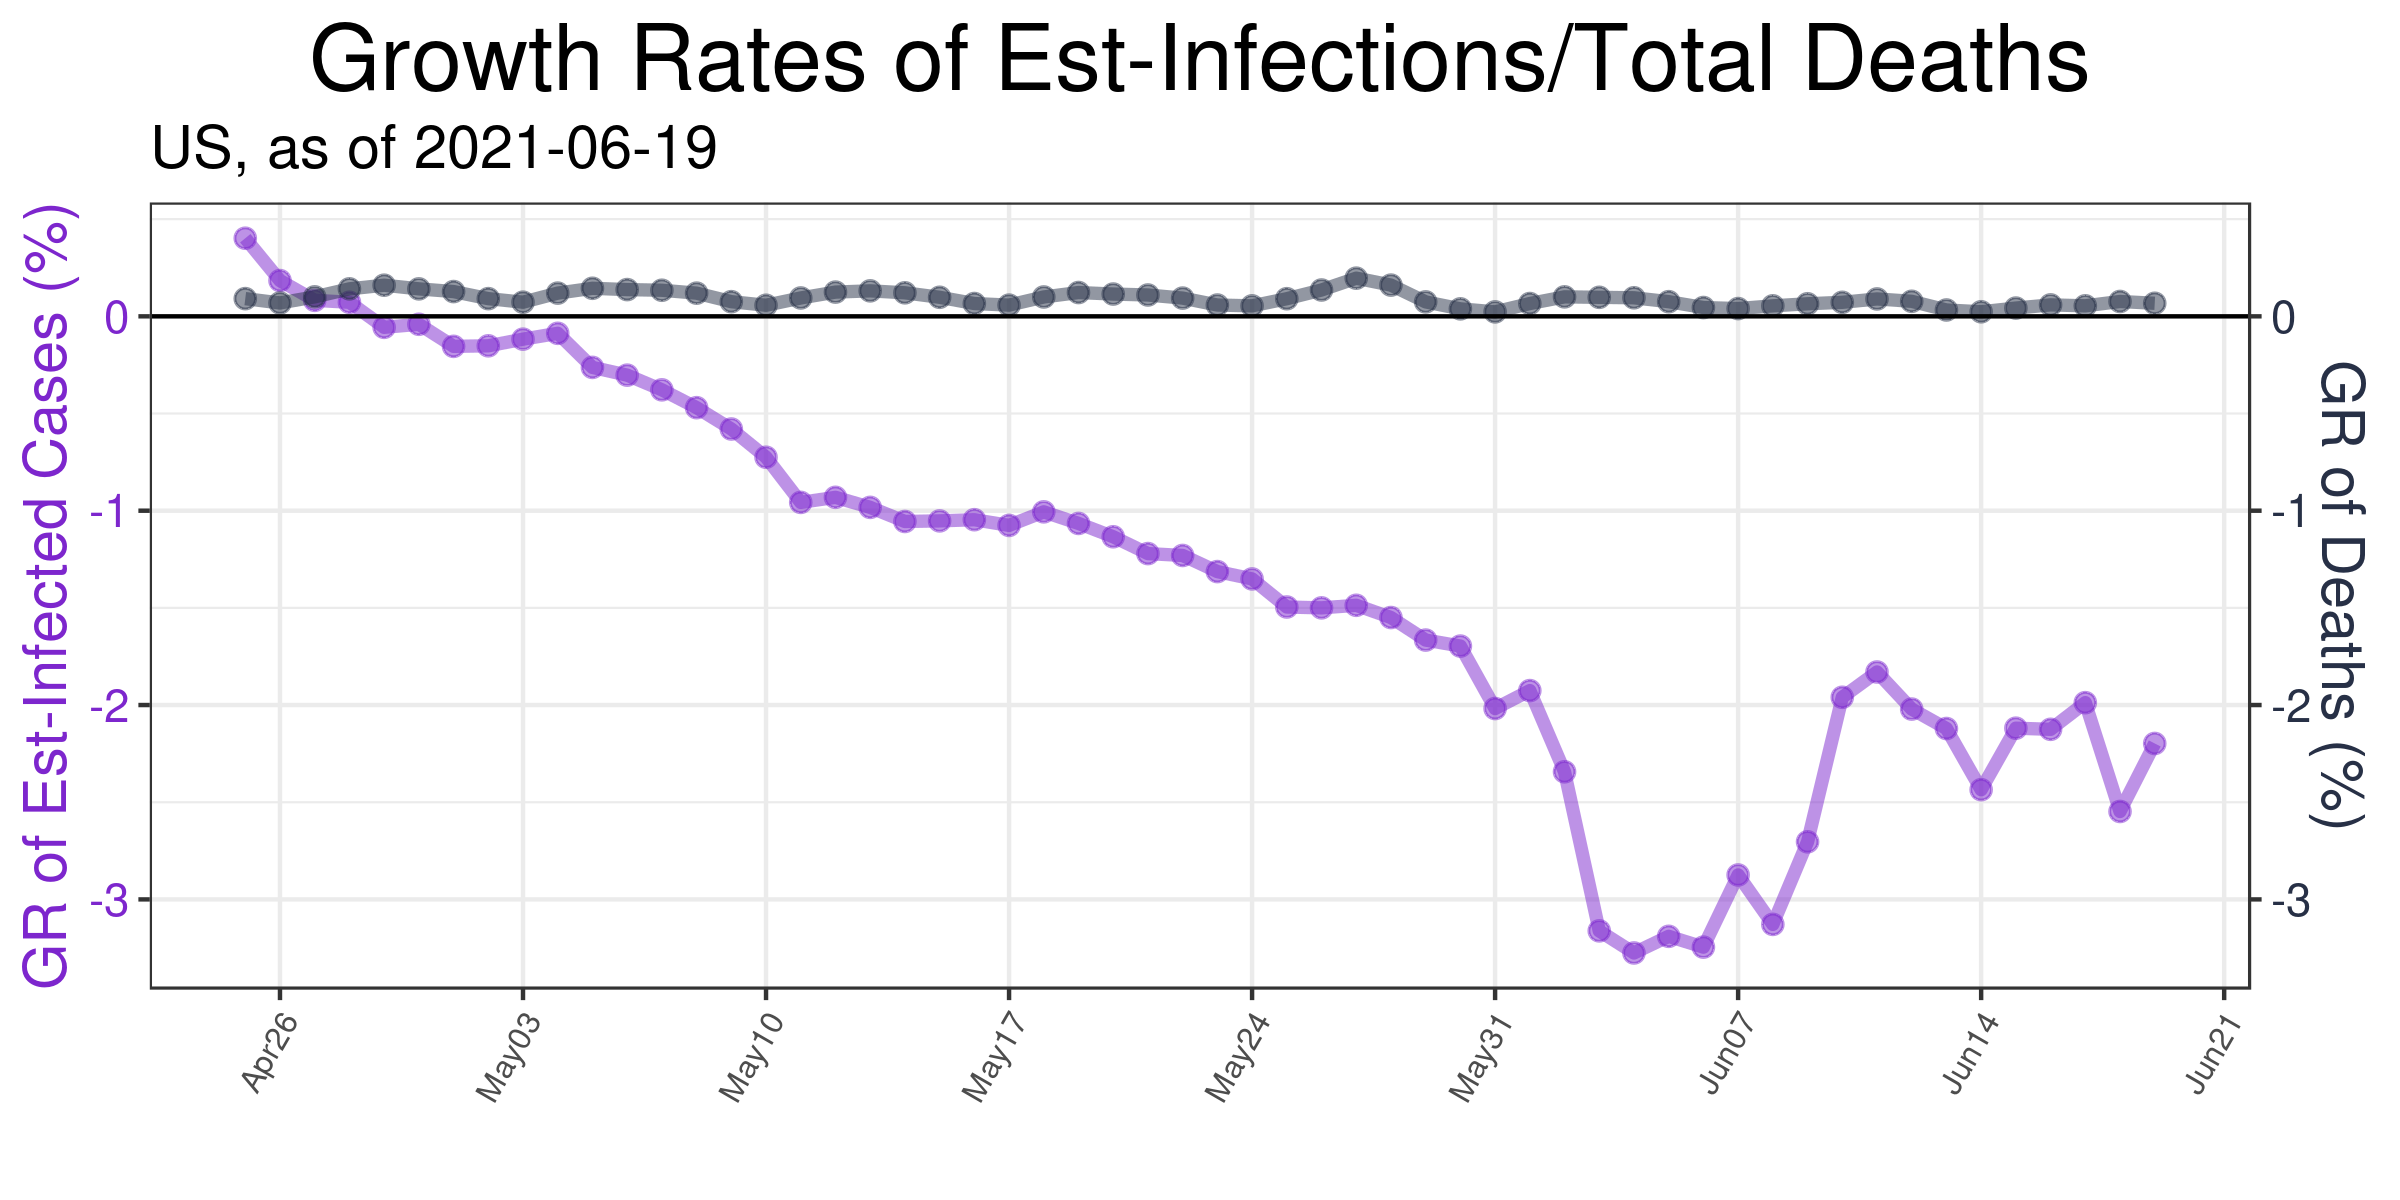 Growth Rates of Est-Infections/Total Deaths
US, as of 2021-06-19
GR of Est-Infected Cases (%)
0
-1
-2
-3
0
-1
-2
-3
GR of Deaths (%)
Apr26
May03
May10
May17
May24
May31
Jun07
Jun14
Jun21